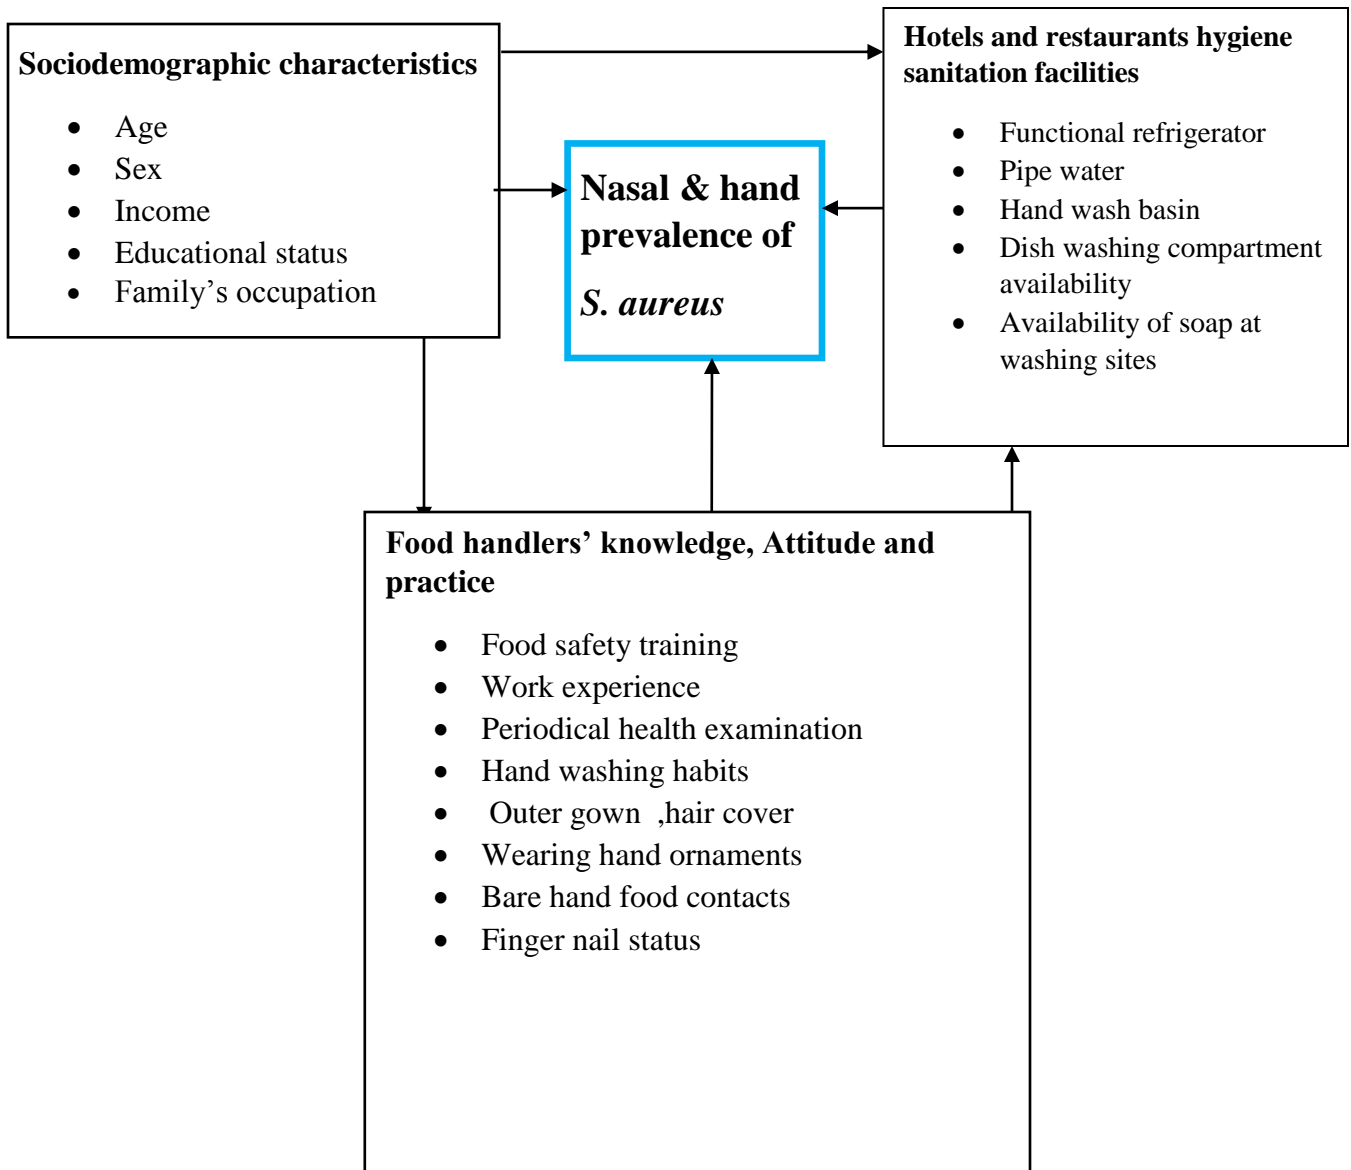 Sociodemographic characteristics
• Age
• Sex
• Income
• Educational status
• Family’s occupation
Nasal & hand
prevalence of
S. aureus
Hotels and restaurants hygiene
sanitation facilities
• Functional refrigerator
• Pipe water
• Hand wash basin
• Dish washing compartment
availability
• Availability of soap at
washing sites
Food handlers’ knowledge, Attitude and
practice
• Food safety training
• Work experience
• Periodical health examination
• Hand washing habits
• Outer gown ,hair cover
• Wearing hand ornaments
• Bare hand food contacts
• Finger nail status